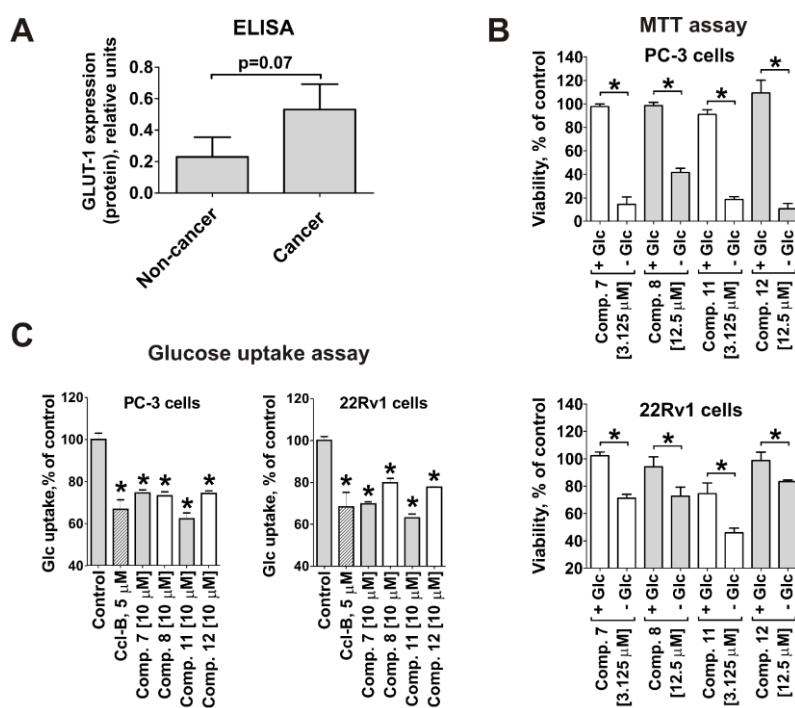 A
ELISA
p=0.07
GLUT-1 expression
(protein), relative units
0.8
0.6
0.4
0.2
0.0
Non-cancer
Cancer
B
MTT assay
PC-3 cells
Viability, % of control
140
120
100
80
60
40
20
0
* * * *
+ Glc
- Glc
+ Glc
- Glc
+ Glc
- Glc
+ Glc
- Glc
Comp. 7
[3.125 µM]
Comp. 8
[12.5 µM]
Comp. 11
[3.125 µM]
Comp. 12
[12.5 µM]
22Rv1 cells
Viability, % of control
140
120
100
80
60
40
20
* * * *
+ Glc
- Glc
+ Glc
- Glc
+ Glc
- Glc
+ Glc
- Glc
Comp. 7
[3.125 µM]
Comp. 8
[12.5 µM]
Comp. 11
[3.125 µM]
Comp. 12
[12.5 µM]
C
Glucose uptake assay
PC-3 cells
Glc uptake, % of control
120
100
80
60
40
* * * * *
Control
Ccl-B, 5 µM
Comp. 7 [10 µM]
Comp. 8 [10 µM]
Comp. 11 [10 µM]
Comp. 12 [10 µM]
22Rv1 cells
Glc uptake, % of control
120
100
80
60
40
* * * * *
Control
Ccl-B, 5 µM
Comp. 7 [10 µM]
Comp. 8 [10 µM]
Comp. 11 [10 µM]
Comp. 12 [10 µM]